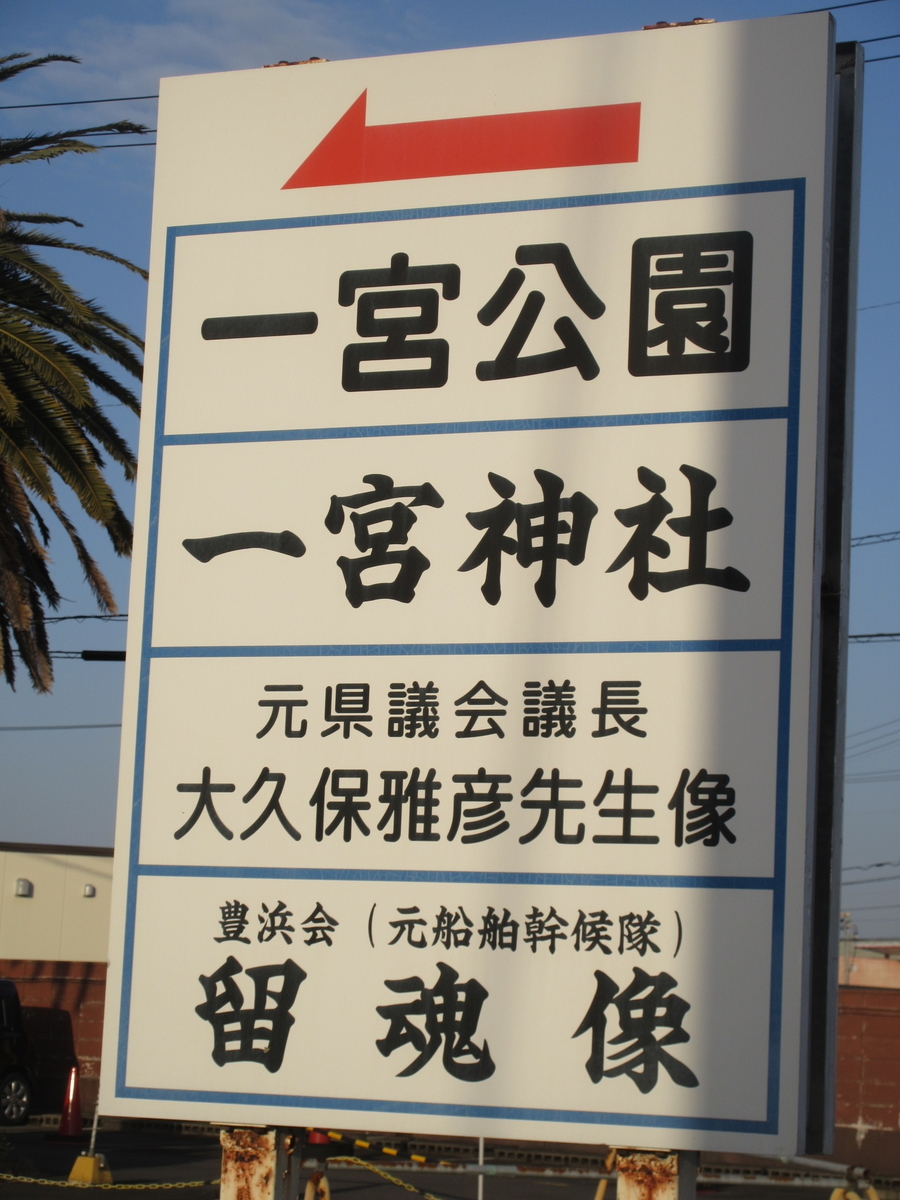 一宮公園
一宮神社
元県議会議長
大久保雅彦先生像
豊浜会（元船舶幹候隊）
留魂像